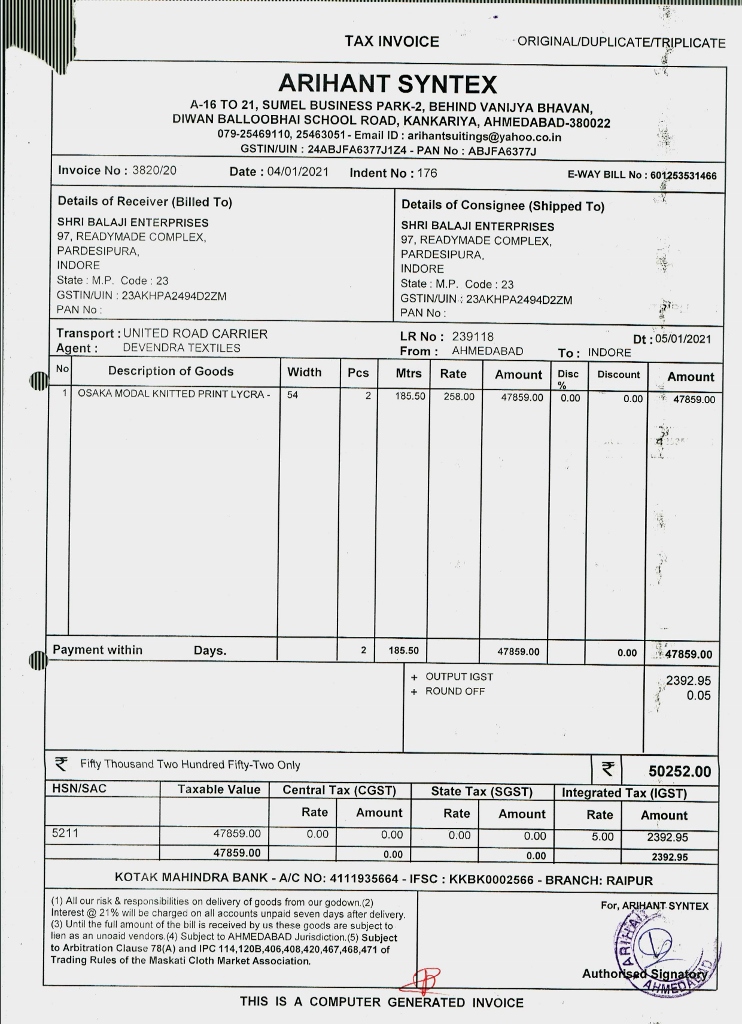 TAX INVOICE ORIGINAL/DUPLICATE/TRIPLICATE
ARIHANT SYNTEX
A-16 TO 21, SUMEL BUSINESS PARK-2, BEHIND VANIJYA BHAVAN,
DIWAN BALLOOBHAI SCHOOL ROAD, KANKARIYA, AHMEDABAD-380022
079-25469110, 25463051 - Email ID : arihantsuitings@yahoo.co.in
GSTIN/UIN : 24ABJFA6377J1Z4 - PAN No : ABJFA6377J
Invoice No : 3820/20 Date : 04/01/2021 Indent No : 176 E-WAY BILL No : 601253531466
Details of Receiver (Billed To)
SHRI BALAJI ENTERPRISES
97, READYMADE COMPLEX,
PARDESIPURA,
INDORE
State : M.P. Code : 23
GSTIN/UIN : 23AKHPA2494D2ZM
PAN No :
Details of Consignee (Shipped To)
SHRI BALAJI ENTERPRISES
97, READYMADE COMPLEX,
PARDESIPURA,
INDORE
State : M.P. Code : 23
GSTIN/UIN : 23AKHPA2494D2ZM
PAN No :
Transport : UNITED ROAD CARRIER LR No : 239118 Dt : 05/01/2021
Agent : DEVENDRA TEXTILES From : AHMEDABAD To : INDORE
No Description of Goods Width Pcs Mtrs Rate Amount Disc % Discount Amount
1 OSAKA MODAL KNITTED PRINT LYCRA - 54 2 185.50 258.00 47859.00 0.00 0.00 47859.00
Payment within Days. 2 185.50 47859.00 0.00 47859.00
+ OUTPUT IGST 2392.95
+ ROUND OFF 0.05
₹ Fifty Thousand Two Hundred Fifty-Two Only ₹ 50252.00
HSN/SAC Taxable Value Central Tax (CGST) State Tax (SGST) Integrated Tax (IGST)
Rate Amount Rate Amount Rate Amount
5211 47859.00 0.00 0.00 0.00 0.00 5.00 2392.95
47859.00 0.00 0.00 2392.95
KOTAK MAHINDRA BANK - A/C NO: 4111935664 - IFSC : KKBK0002566 - BRANCH: RAIPUR
(1) All our risk & responsibilities on delivery of goods from our godown.(2)
Interest @ 21% will be charged on all accounts unpaid seven days after delivery.
(3) Until the full amount of the bill is received by us these goods are subject to
lien as an unpaid vendors.(4) Subject to AHMEDABAD Jurisdiction.(5) Subject
to Arbitration Clause 78(A) and IPC 114,120B,406,408,420,467,468,471 of
Trading Rules of the Maskati Cloth Market Association.
For, ARIHANT SYNTEX
ARIHANT
AHMEDABAD
Authorised Signatory
THIS IS A COMPUTER GENERATED INVOICE